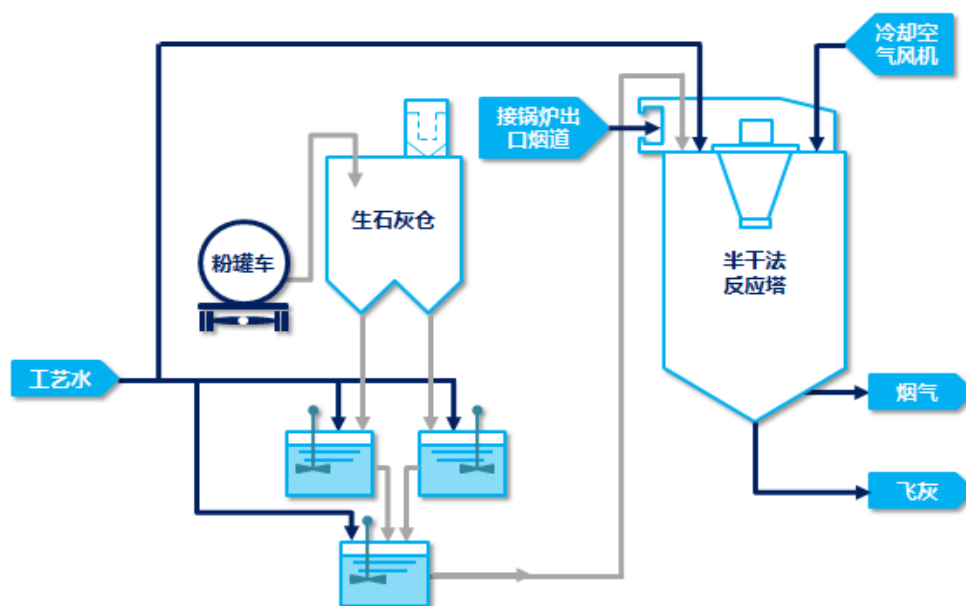 冷却空
气风机
接锅炉出
口烟道
生石灰仓
粉罐车
半干法
反应塔
工艺水
烟气
飞灰